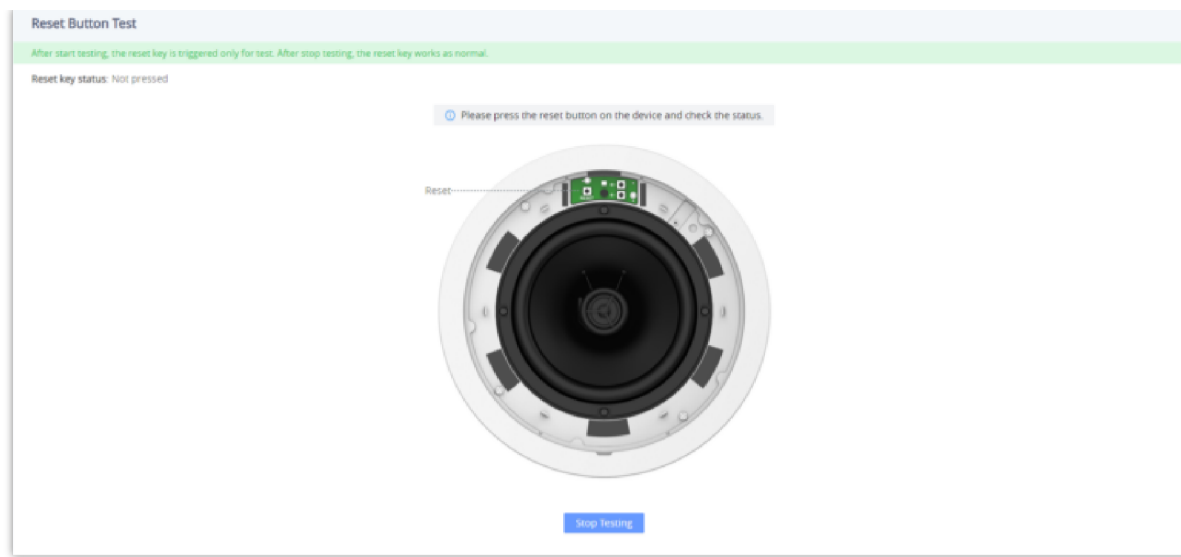 Reset Button Test
After start testing, the reset key is triggered only for test. After stop testing, the reset key works as normal.
Reset key status: Not pressed
Please press the reset button on the device and check the status.
Reset
Stop Testing